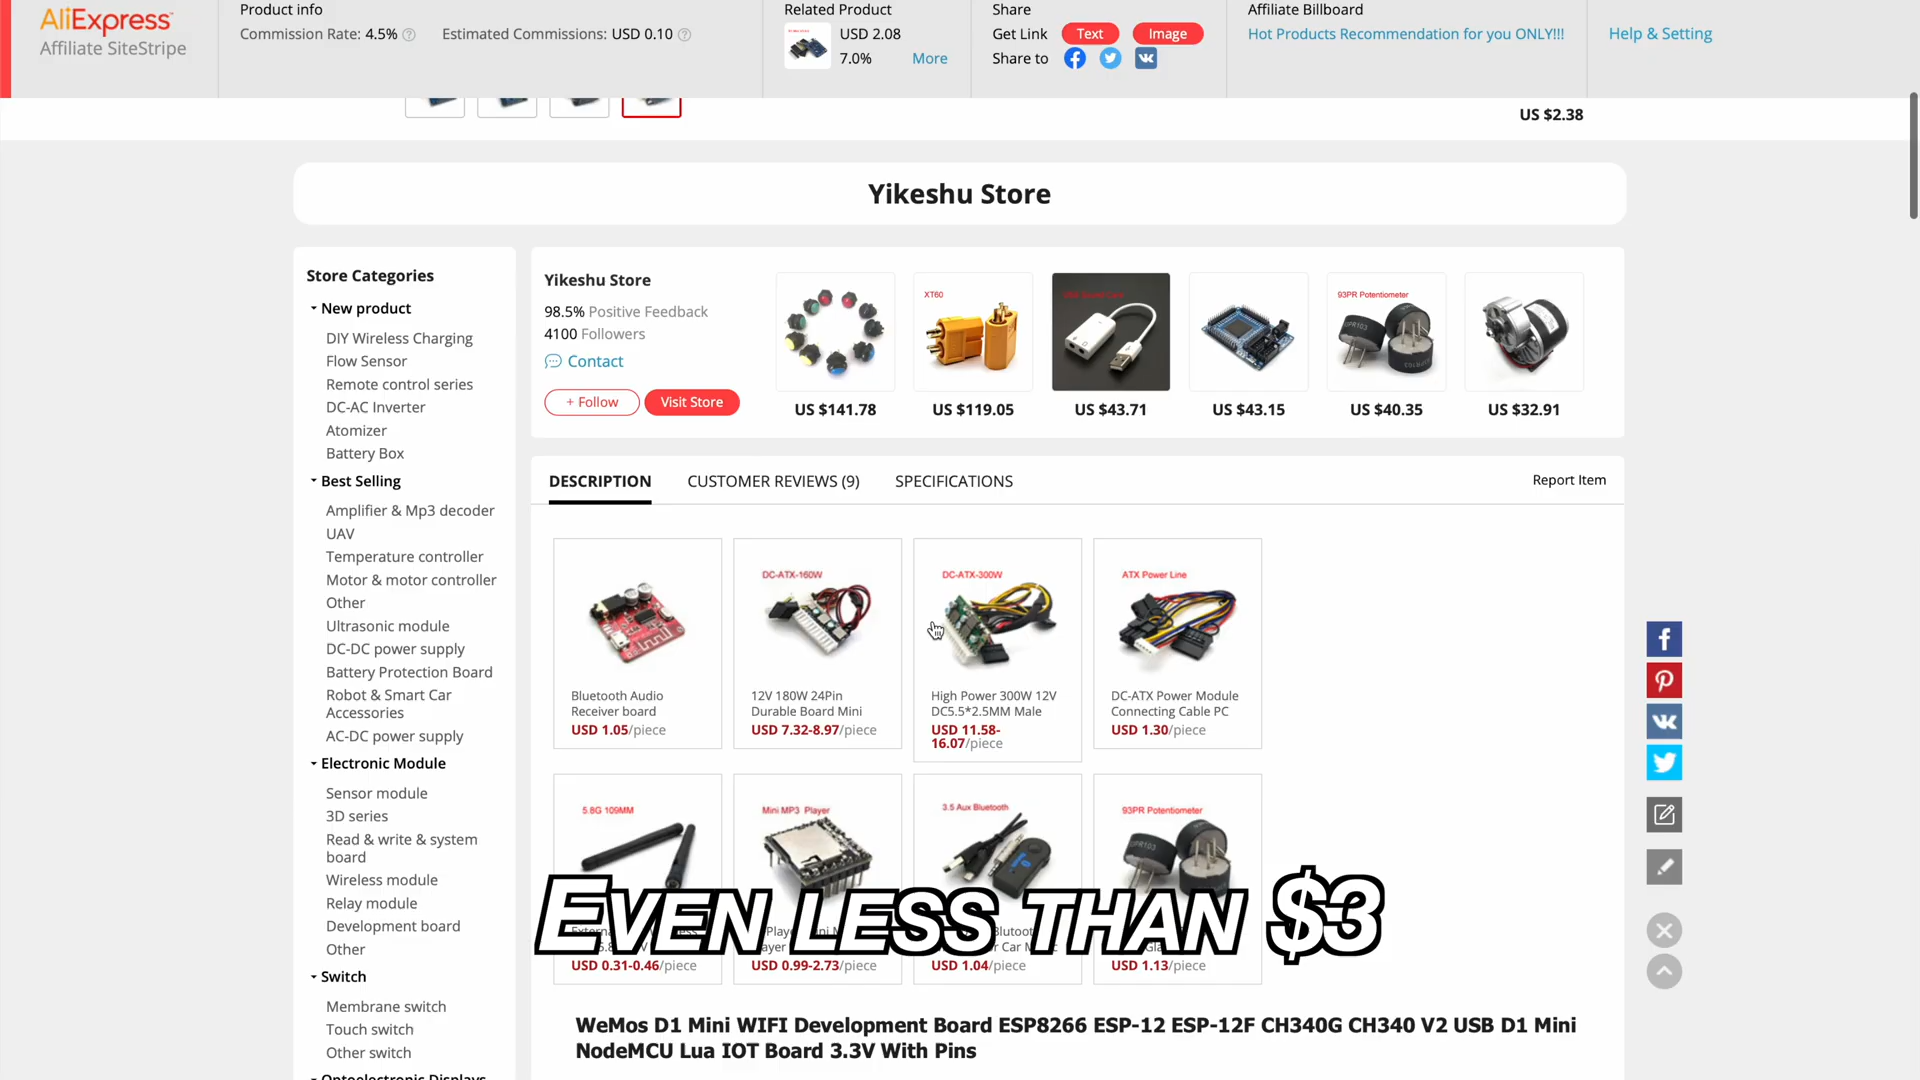 AliExpress™
Affiliate SiteStripe
Product info
Commission Rate: 4.5%
Estimated Commissions: USD 0.10
Related Product
USD 2.08
7.0%
More
Share
Get Link
Text
Image
Share to
Affiliate Billboard
Hot Products Recommendation for you ONLY!!!
Help & Setting
US $2.38
Yikeshu Store
Store Categories
New product
DIY Wireless Charging
Flow Sensor
Remote control series
DC-AC Inverter
Atomizer
Battery Box
Best Selling
Amplifier & Mp3 decoder
UAV
Temperature controller
Motor & motor controller
Other
Ultrasonic module
DC-DC power supply
Battery Protection Board
Robot & Smart Car
Accessories
AC-DC power supply
Electronic Module
Sensor module
3D series
Read & write & system
board
Wireless module
Relay module
Development board
Other
Switch
Membrane switch
Touch switch
Other switch
Optoelectronic Displays
Yikeshu Store
98.5% Positive Feedback
4100 Followers
Contact
+ Follow
Visit Store
XT60
93PR Potentiometer
US $141.78
US $119.05
US $43.71
US $43.15
US $40.35
US $32.91
DESCRIPTION
CUSTOMER REVIEWS (9)
SPECIFICATIONS
Report Item
Bluetooth Audio
Receiver board
USD 1.05/piece
DC-ATX-160W
12V 180W 24Pin
Durable Board Mini
USD 7.32-8.97/piece
DC-ATX-300W
High Power 300W 12V
DC5.5*2.5MM Male
USD 11.58-
16.07/piece
ATX Power Line
DC-ATX Power Module
Connecting Cable PC
USD 1.30/piece
5.8G 109MM
USD 0.31-0.46/piece
Mini MP3 Player
USD 0.99-2.73/piece
3.5 Aux Bluetooth
USD 1.04/piece
93PR Potentiometer
USD 1.13/piece
EVEN LESS THAN $3
WeMos D1 Mini WIFI Development Board ESP8266 ESP-12 ESP-12F CH340G CH340 V2 USB D1 Mini
NodeMCU Lua IOT Board 3.3V With Pins